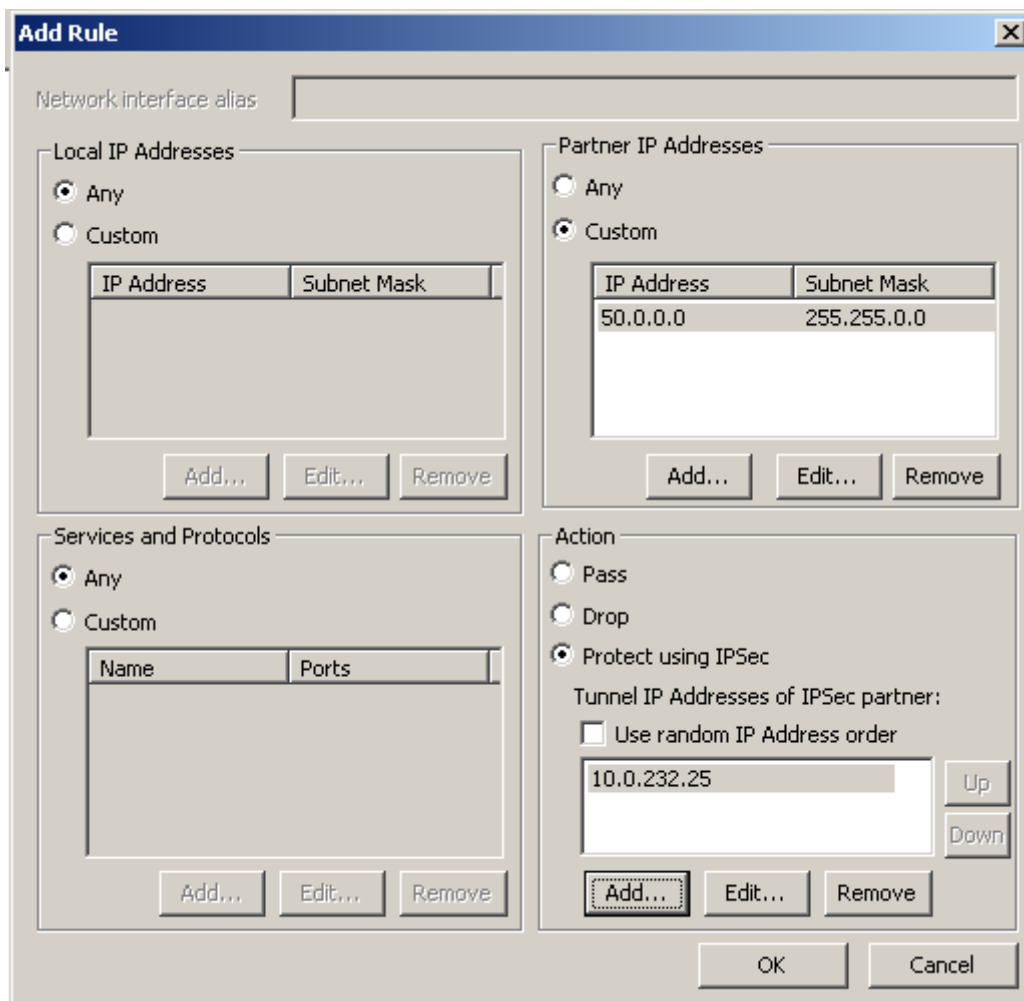 Add Rule
Network interface alias
Local IP Addresses
Any
Custom
IP Address Subnet Mask
Add... Edit... Remove
Partner IP Addresses
Any
Custom
IP Address Subnet Mask
50.0.0.0 255.255.0.0
Add... Edit... Remove
Services and Protocols
Any
Custom
Name Ports
Add... Edit... Remove
Action
Pass
Drop
Protect using IPSec
Tunnel IP Addresses of IPSec partner:
Use random IP Address order
10.0.232.25
Up
Down
Add... Edit... Remove
OK Cancel